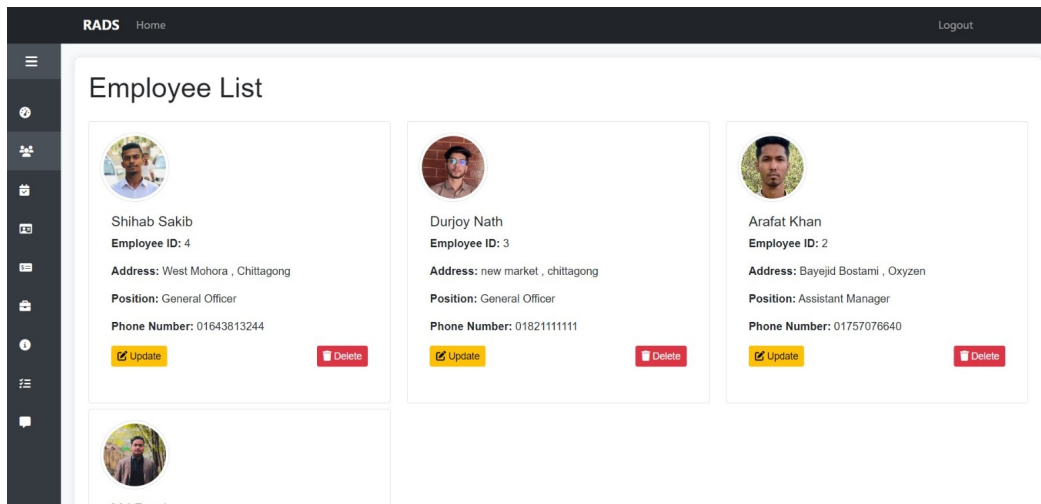 RADS Home Logout
Employee List
Shihab Sakib
Employee ID: 4
Address: West Mohora , Chittagong
Position: General Officer
Phone Number: 01643813244
Update Delete
Durjoy Nath
Employee ID: 3
Address: new market , chittagong
Position: General Officer
Phone Number: 01821111111
Update Delete
Arafat Khan
Employee ID: 2
Address: Bayejid Bostami , Oxyzen
Position: Assistant Manager
Phone Number: 01757076640
Update Delete